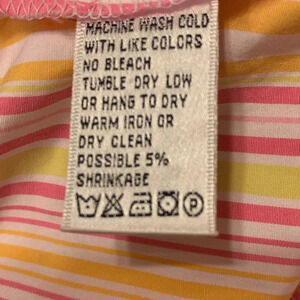 MACHINE WASH COLD
WITH LIKE COLORS
NO BLEACH
TUMBLE DRY LOW
OR HANG TO DRY
WARM IRON OR
DRY CLEAN
POSSIBLE 5%
SHRINKAGE
P